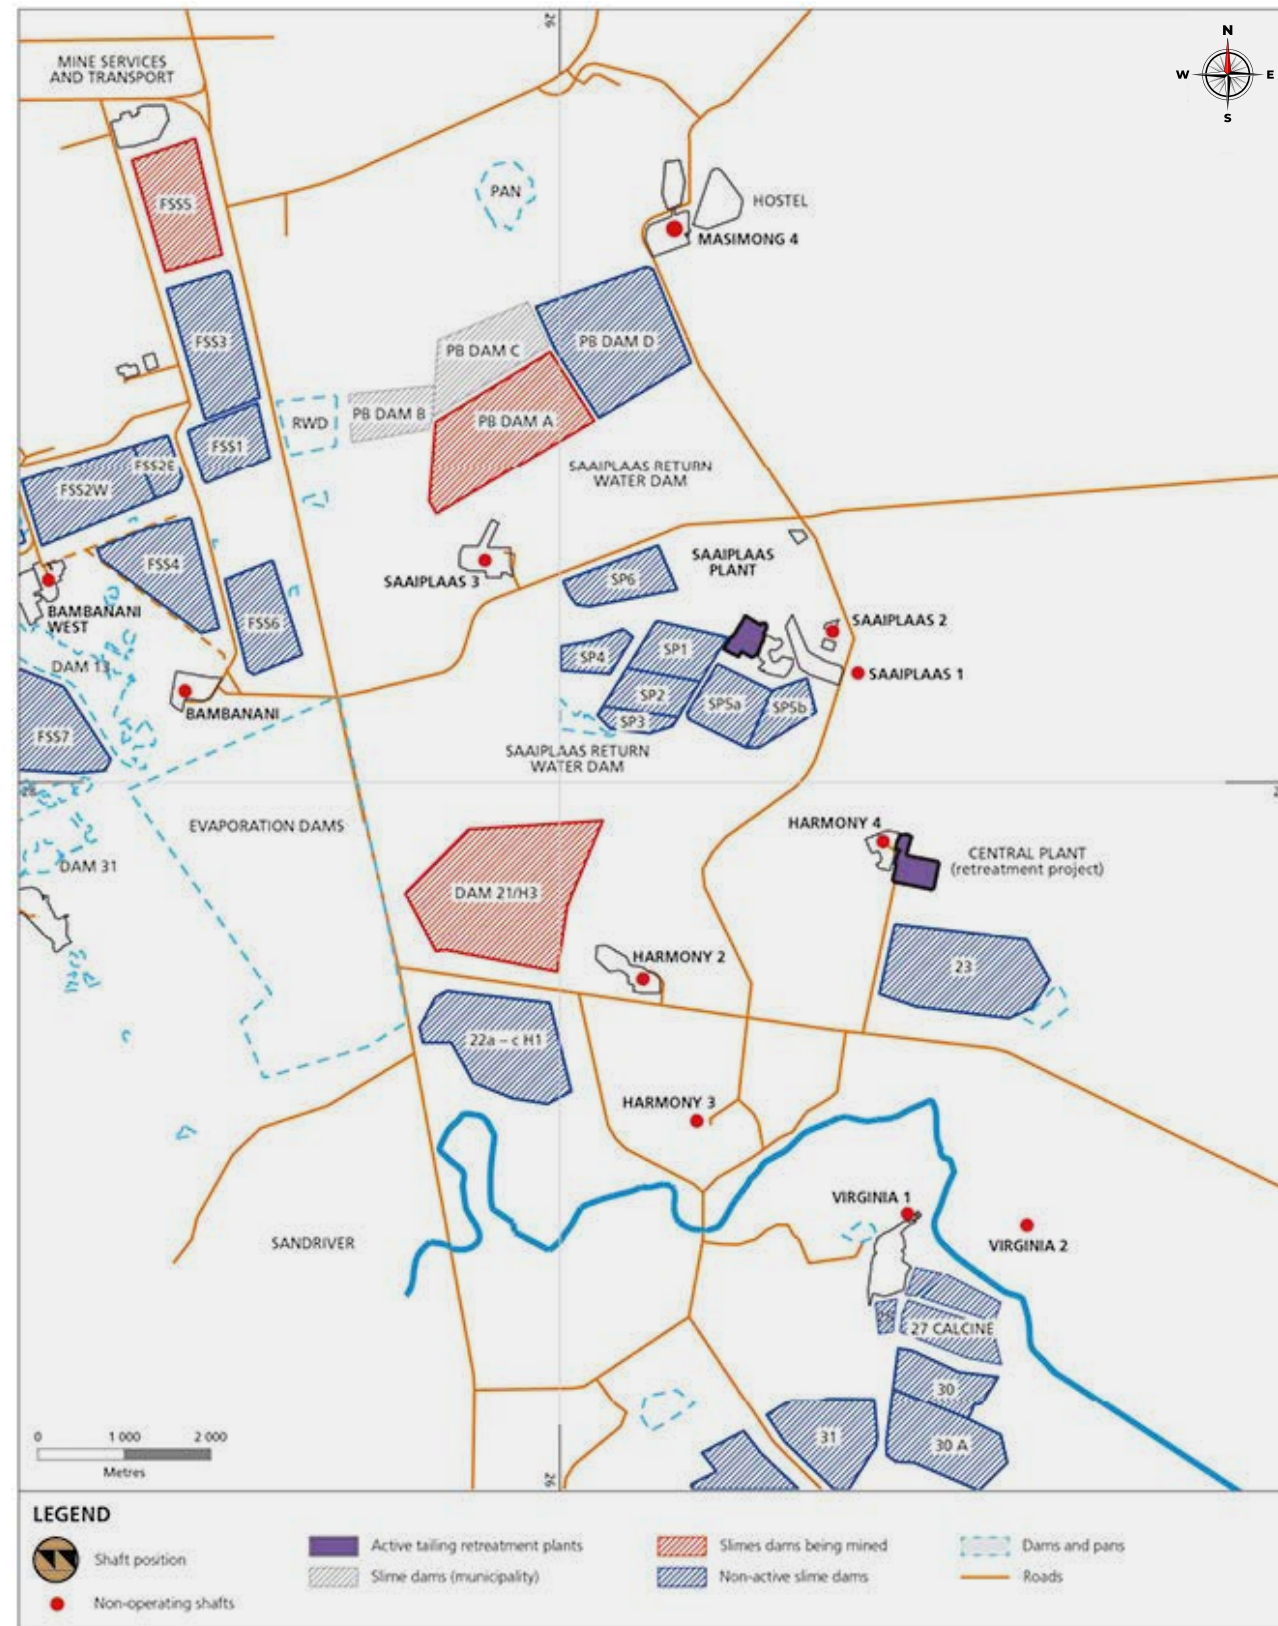 26
N
W E
S
MINE SERVICES
AND TRANSPORT
FSS5
PAN
HOSTEL
MASIMONG 4
FSS3
PB DAM C
PB DAM D
RWD
PB DAM B
PB DAM A
FSS1
FSS2E
FSS2W
SAAIPLAAS RETURN
WATER DAM
FSS4
SAAIPLAAS 3
SAAIPLAAS
PLANT
SP6
BAMBANANI
WEST
FSS6
SAAIPLAAS 2
DAM 13
SP4
SP1
SAAIPLAAS 1
SP2
SP5a
SP5b
BAMBANANI
SP3
FSS7
SAAIPLAAS RETURN
WATER DAM
28
2
EVAPORATION DAMS
HARMONY 4
DAM 31
CENTRAL PLANT
(retreatment project)
DAM 21/H3
HARMONY 2
23
22a – c H1
HARMONY 3
VIRGINIA 1
SANDRIVER
VIRGINIA 2
27 CALCINE
30
31
30 A
0 1 000 2 000
Metres
26
LEGEND
Shaft position
Non-operating shafts
Active tailing retreatment plants
Slime dams (municipality)
Slimes dams being mined
Non-active slime dams
Dams and pans
Roads